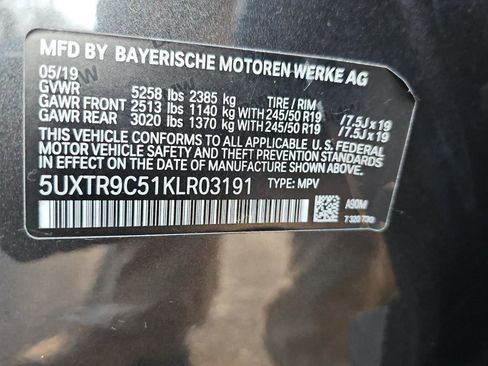 MFD BY BAYERISCHE MOTOREN WERKE AG
05/19
GVWR 5258 lbs 2385 kg TIRE / RIM
GAWR FRONT 2513 lbs 1140 kg WITH 245/50 R19 / 7.5J x 19
GAWR REAR 3020 lbs 1370 kg WITH 245/50 R19 / 7.5J x 19
THIS VEHICLE CONFORMS TO ALL APPLICABLE U.S. FEDERAL
MOTOR VEHICLE SAFETY AND THEFT PREVENTION STANDARDS
IN EFFECT ON THE DATE OF MANUFACTURE SHOWN ABOVE.
5UXTR9C51KLR03191 TYPE: MPV
A90M